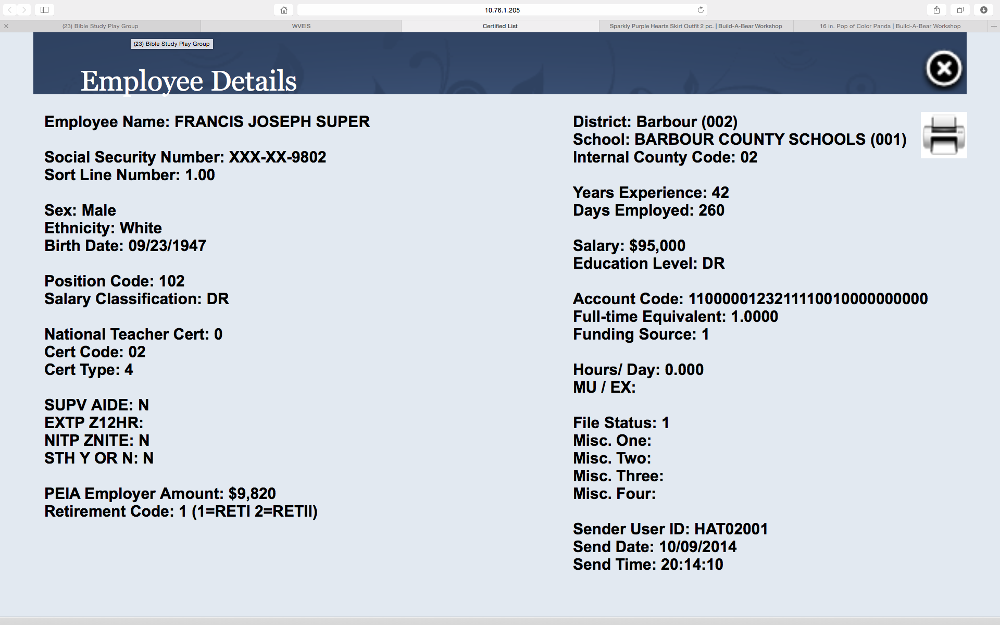 10.76.1.205
(23) Bible Study Play Group
WVEIS
Certified List
Sparkly Purple Hearts Skirt Outfit 2 pc. | Build-A-Bear Workshop
16 in. Pop of Color Panda | Build-A-Bear Workshop
(23) Bible Study Play Group
Employee Details
Employee Name: FRANCIS JOSEPH SUPER
Social Security Number: XXX-XX-9802
Sort Line Number: 1.00
Sex: Male
Ethnicity: White
Birth Date: 09/23/1947
Position Code: 102
Salary Classification: DR
National Teacher Cert: 0
Cert Code: 02
Cert Type: 4
SUPV AIDE: N
EXTP Z12HR:
NITP ZNITE: N
STH Y OR N: N
PEIA Employer Amount: $9,820
Retirement Code: 1 (1=RETI 2=RETII)
District: Barbour (002)
School: BARBOUR COUNTY SCHOOLS (001)
Internal County Code: 02
Years Experience: 42
Days Employed: 260
Salary: $95,000
Education Level: DR
Account Code: 1100000123211110010000000000
Full-time Equivalent: 1.0000
Funding Source: 1
Hours/ Day: 0.000
MU / EX:
File Status: 1
Misc. One:
Misc. Two:
Misc. Three:
Misc. Four:
Sender User ID: HAT02001
Send Date: 10/09/2014
Send Time: 20:14:10